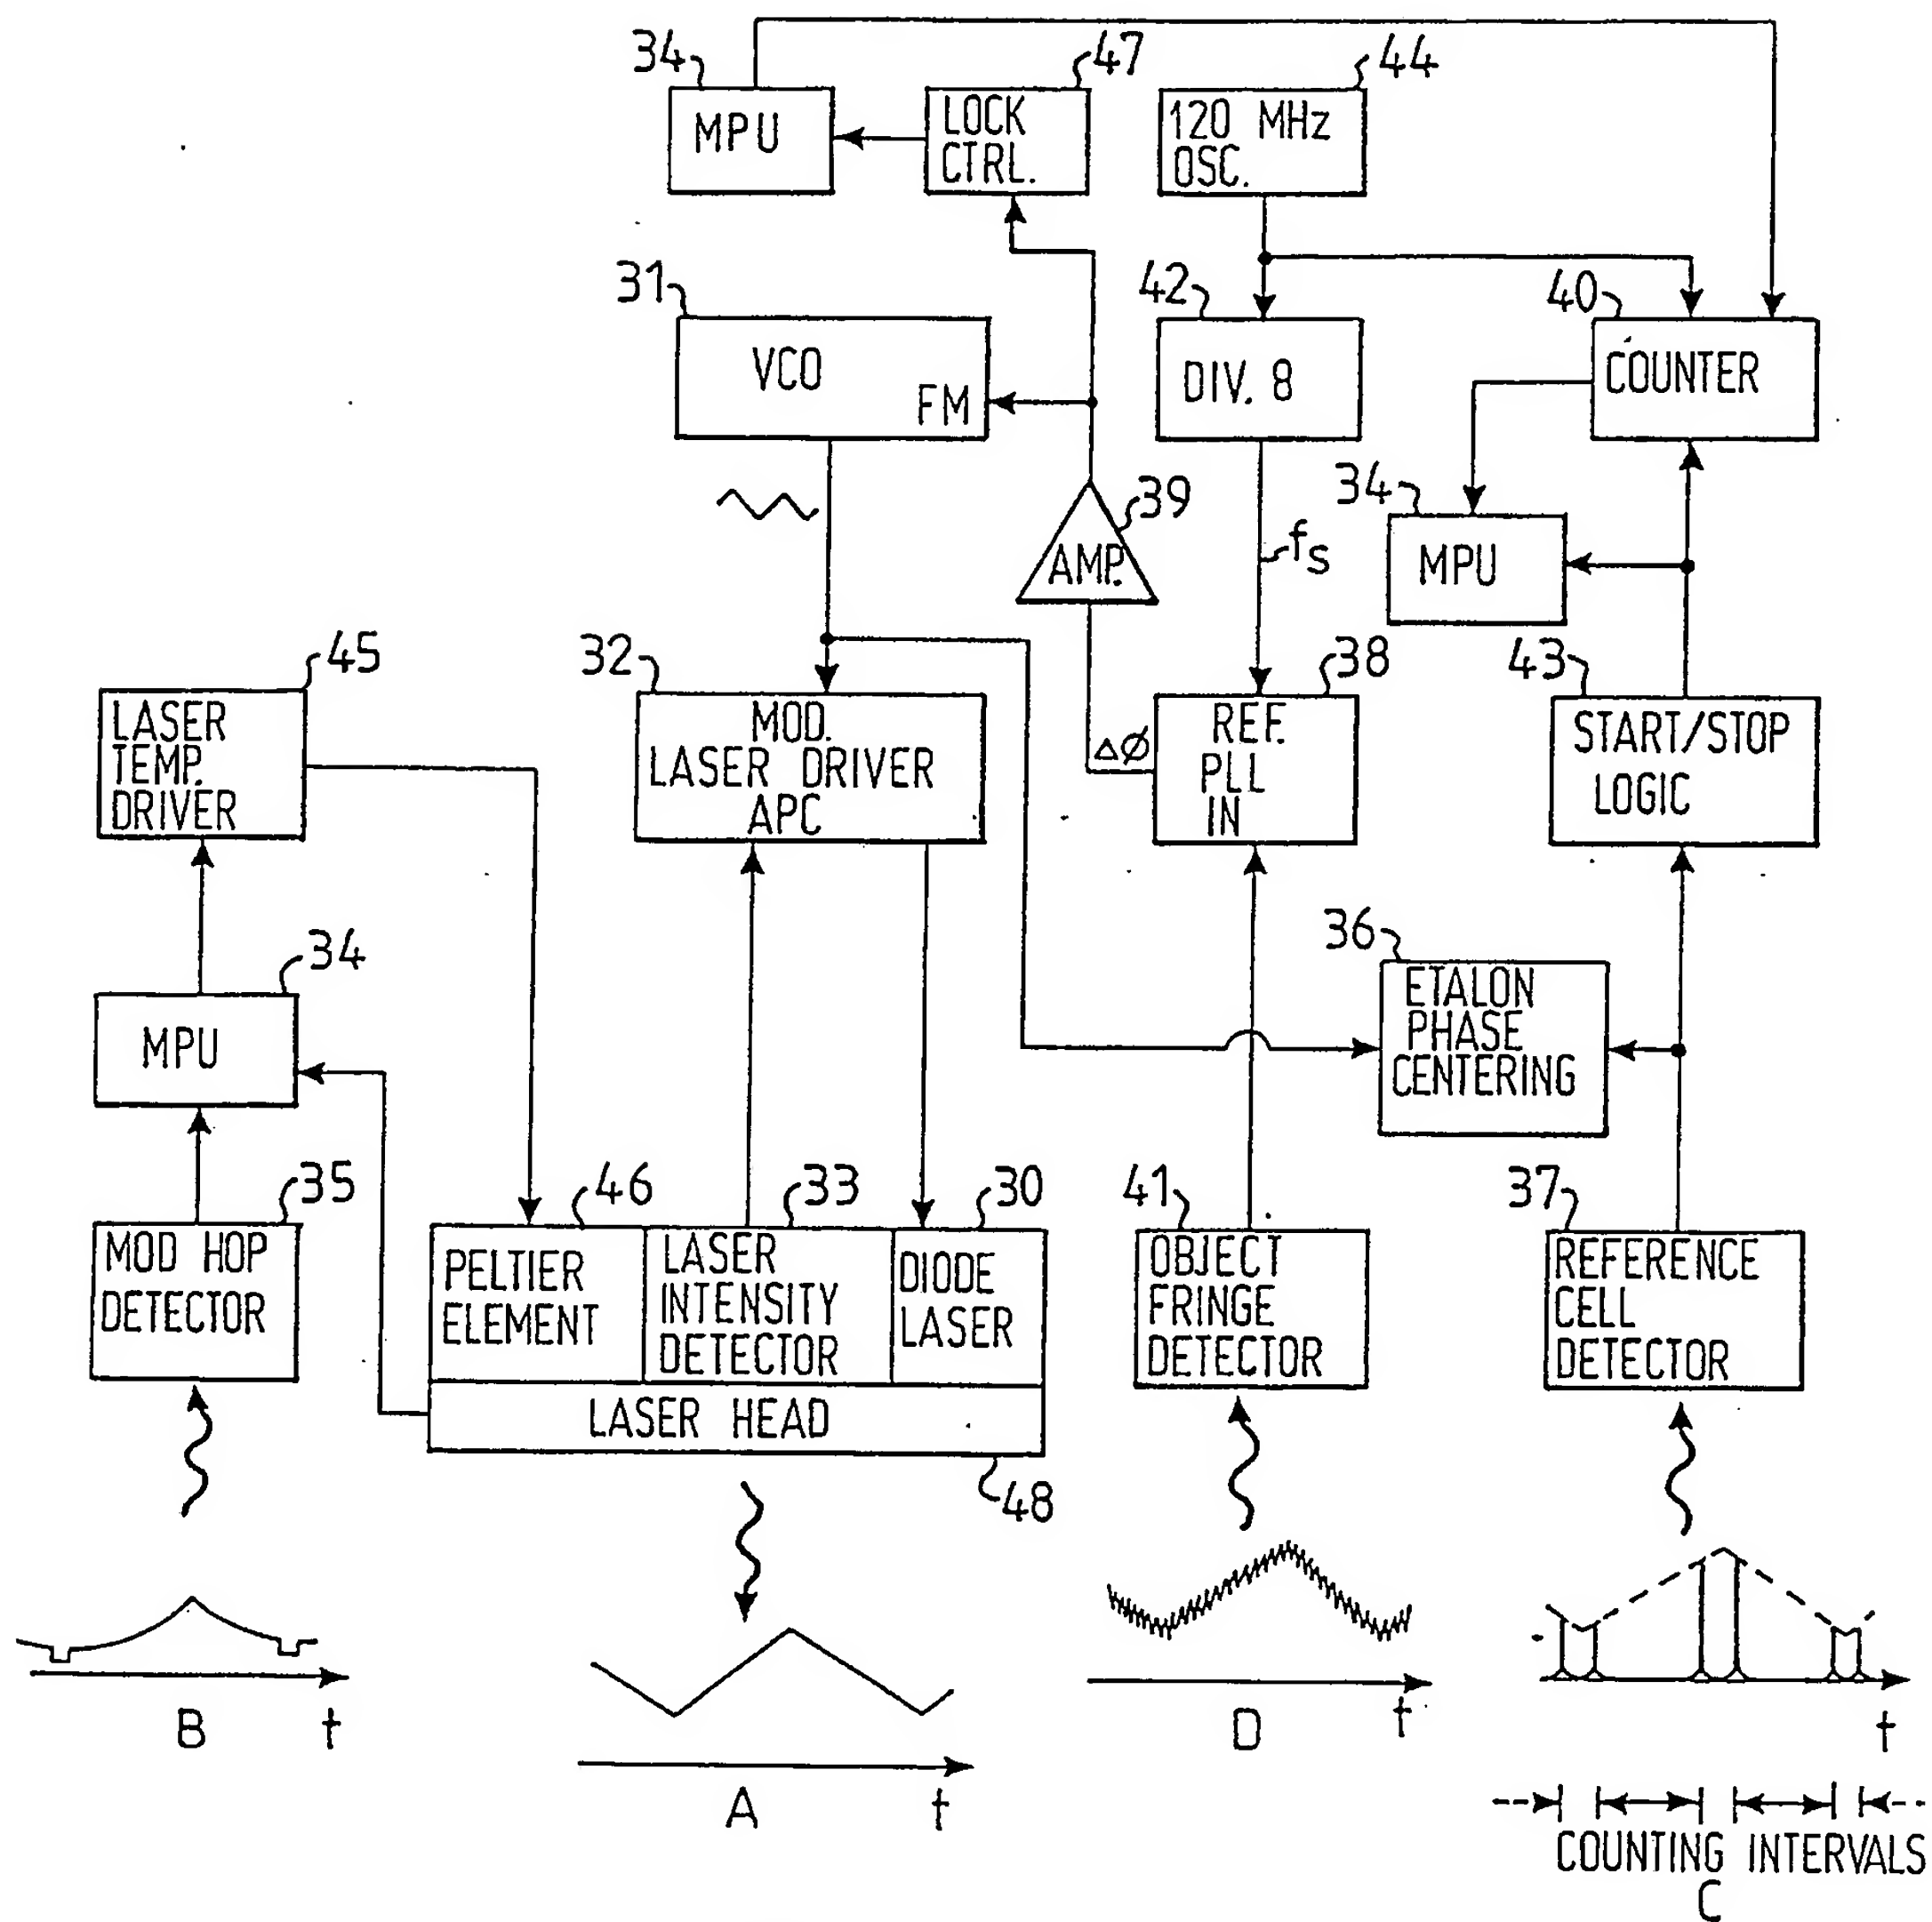 34
47
44
MPU
LOCK
CTRL.
120 MHz
OSC.
31
42
40
VCO
FM
DIV. 8
COUNTER
39
34
AMP.
fs
MPU
45
32
38
43
LASER
TEMP.
DRIVER
MOD.
LASER DRIVER
APC
Δø
REF.
PLL
IN
START/STOP
LOGIC
34
36
MPU
ETALON
PHASE
CENTERING
35
46
33
30
41
37
MOD HOP
DETECTOR
PELTIER
ELEMENT
LASER
INTENSITY
DETECTOR
DIODE
LASER
OBJECT
FRINGE
DETECTOR
REFERENCE
CELL
DETECTOR
LASER HEAD
48
B
t
A
t
D
t
t
COUNTING INTERVALS
C